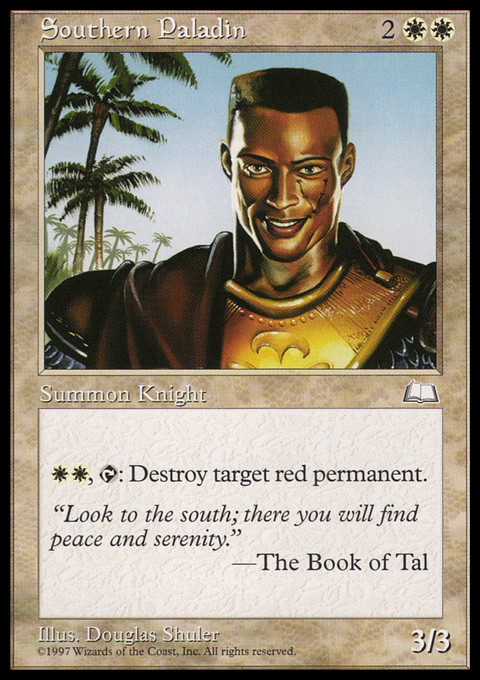 Southern Paladin 2
Summon Knight
, : Destroy target red permanent.
“Look to the south; there you will find
peace and serenity.”
—The Book of Tal
Illus. Douglas Shuler
©1997 Wizards of the Coast, Inc. All rights reserved.
3/3